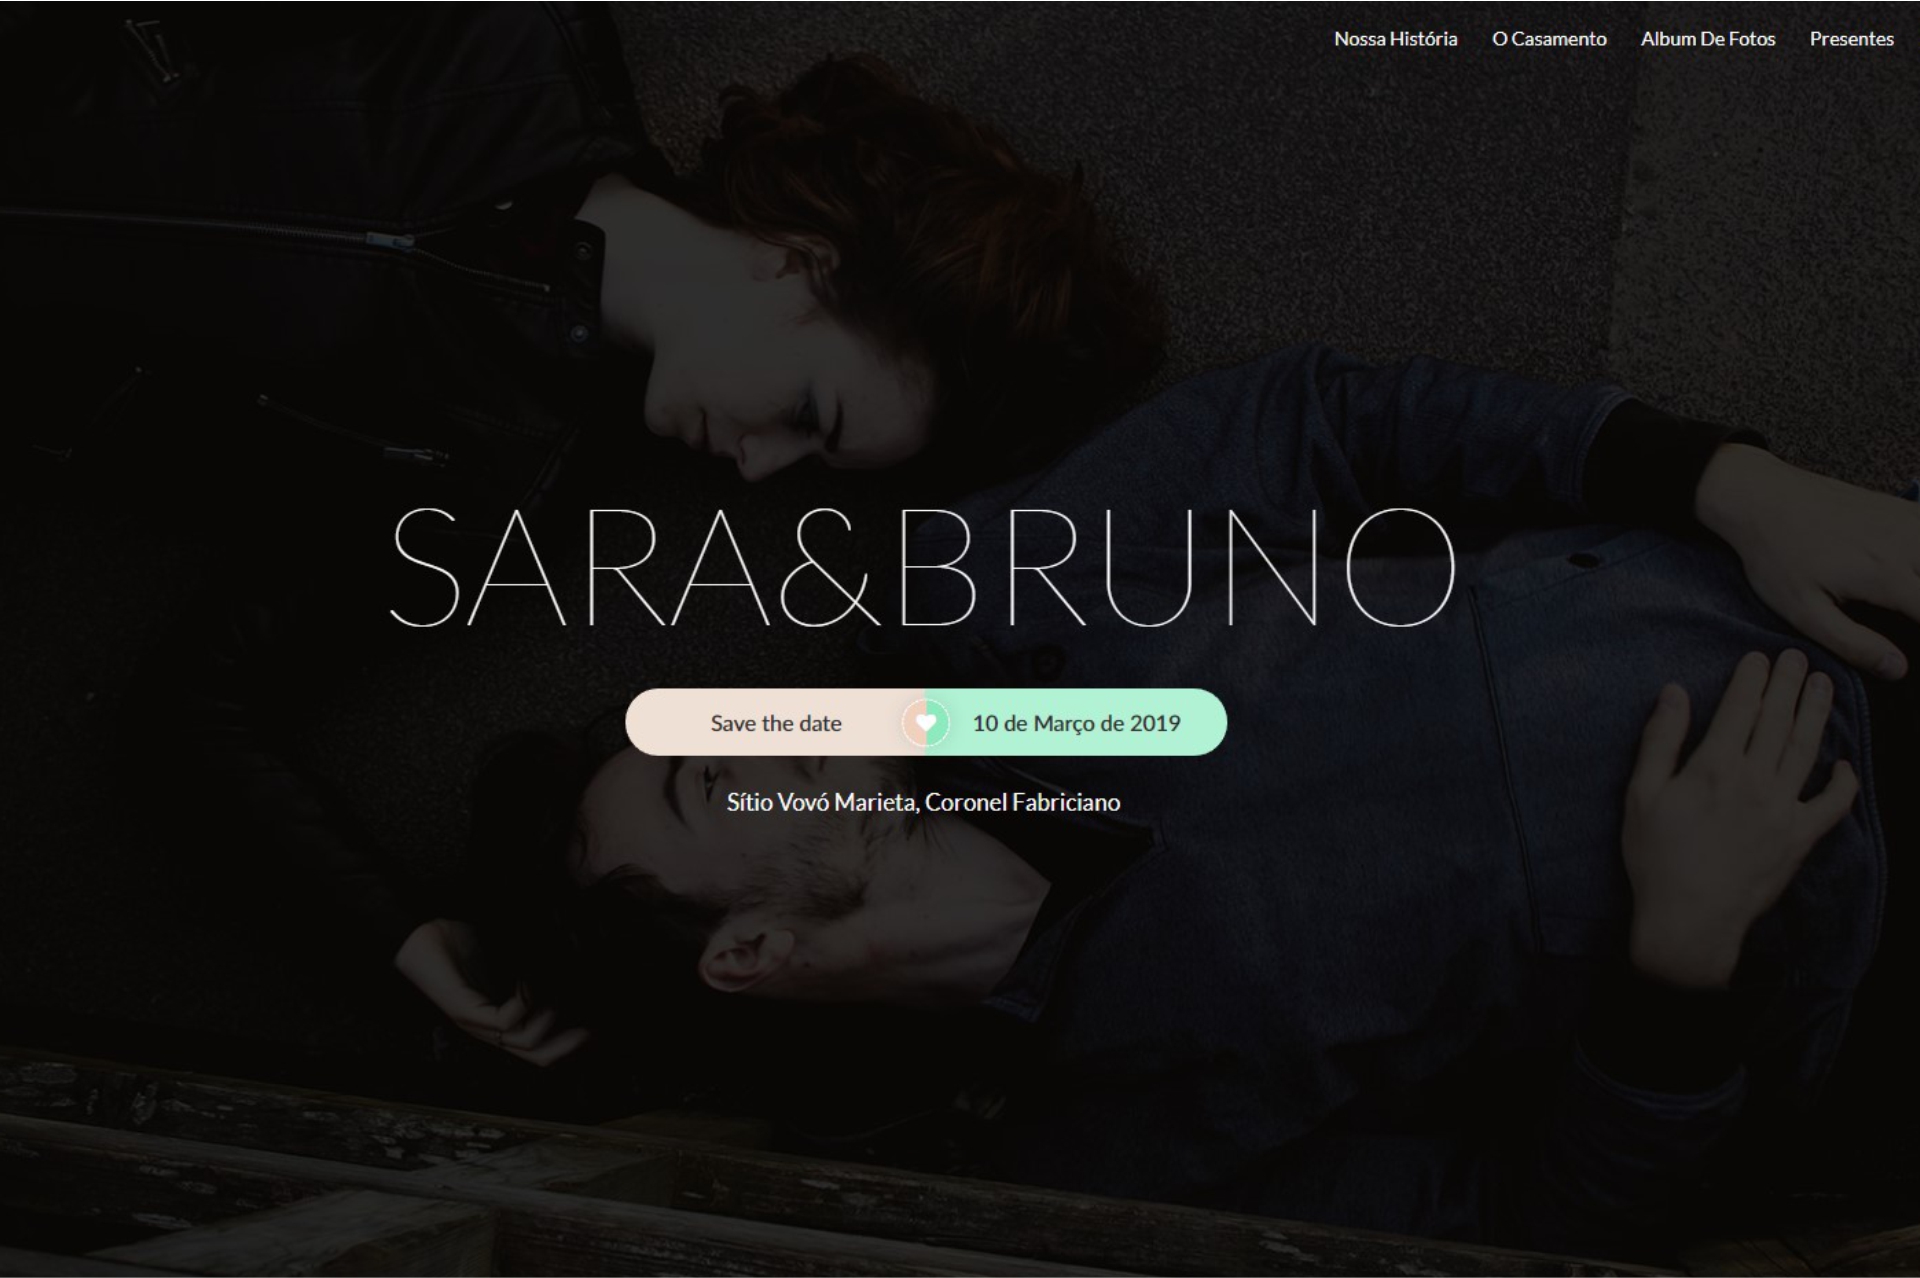 Nossa História O Casamento Album De Fotos Presentes
SARA&BRUNO
Save the date 10 de Março de 2019
Sítio Vovó Marieta, Coronel Fabriciano